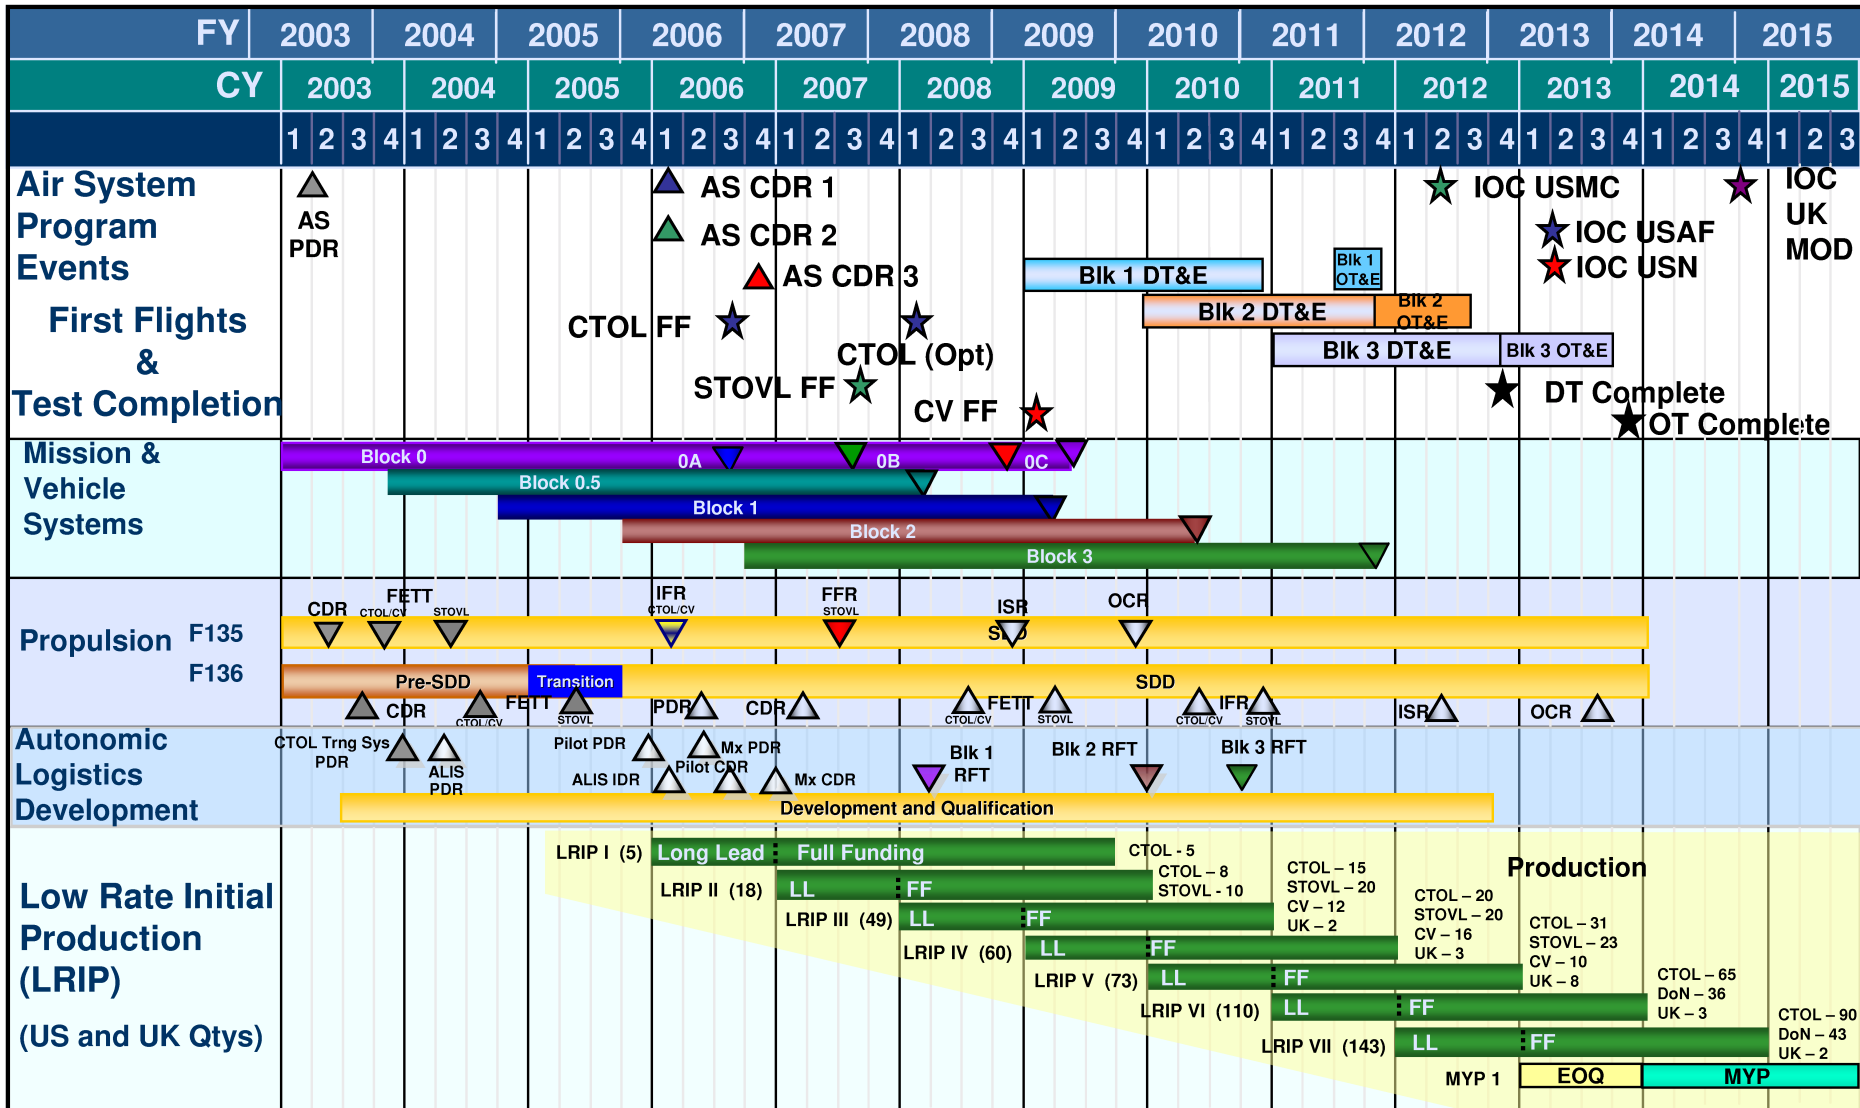 FY 2003 2004 2005 2006 2007 2008 2009 2010 2011 2012 2013 2014 2015
CY 2003 2004 2005 2006 2007 2008 2009 2010 2011 2012 2013 2014 2015
1 2 3 4 1 2 3 4 1 2 3 4 1 2 3 4 1 2 3 4 1 2 3 4 1 2 3 4 1 2 3 4 1 2 3 4 1 2 3 4 1 2 3 4 1 2 3 4 1 2 3
Air System
Program
Events
AS
PDR
AS CDR 1
AS CDR 2
AS CDR 3
IOC USMC
IOC USAF
IOC USN
IOC
UK
MOD
Blk 1 DT&E
Blk 1
OT&E
Blk 2 DT&E
Blk 2
OT&E
Blk 3 DT&E
Blk 3 OT&E
First Flights
&
Test Completion
CTOL FF
CTOL (Opt)
STOVL FF
CV FF
DT Complete
OT Complete
Mission &
Vehicle
Systems
Block 0 0A 0B 0C
Block 0.5
Block 1
Block 2
Block 3
Propulsion
F135
CDR
FETT
CTOL/CV STOVL
IFR
CTOL/CV
FFR
STOVL
ISR
OCR
SDD
F136
Pre-SDD
Transition
SDD
CDR
CTOL/CV
FETT
STOVL
PDR
CDR
CTOL/CV
FETT
STOVL
CTOL/CV
IFR
STOVL
ISR
OCR
Autonomic
Logistics
Development
CTOL Trng Sys
PDR
ALIS
PDR
Pilot PDR
Mx PDR
Pilot CDR
ALIS IDR
Mx CDR
Blk 1
RFT
Blk 2 RFT
Blk 3 RFT
Development and Qualification
Low Rate Initial
Production
(LRIP)
(US and UK Qtys)
Production
LRIP I (5) Long Lead Full Funding
CTOL - 5
LRIP II (18) LL FF
CTOL – 8
STOVL - 10
LRIP III (49) LL FF
CTOL – 15
STOVL – 20
CV – 12
UK – 2
LRIP IV (60) LL FF
CTOL – 20
STOVL – 20
CV – 16
UK – 3
LRIP V (73) LL FF
CTOL – 31
STOVL – 23
CV – 10
UK – 8
LRIP VI (110) LL FF
CTOL – 65
DoN – 36
UK – 3
LRIP VII (143) LL FF
CTOL – 90
DoN – 43
UK – 2
MYP 1 EOQ MYP